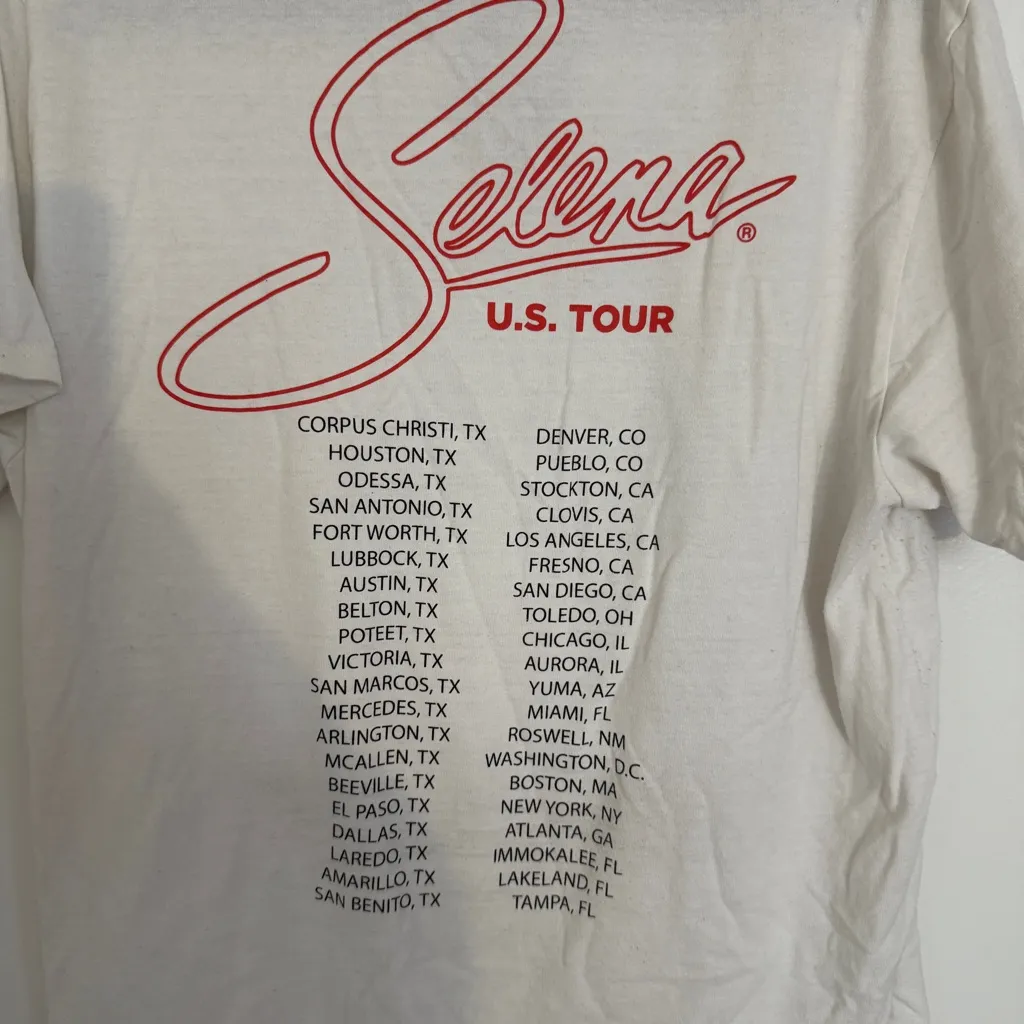 Selena®
U.S. TOUR
CORPUS CHRISTI, TX
HOUSTON, TX
ODESSA, TX
SAN ANTONIO, TX
FORT WORTH, TX
LUBBOCK, TX
AUSTIN, TX
BELTON, TX
POTEET, TX
VICTORIA, TX
SAN MARCOS, TX
MERCEDES, TX
ARLINGTON, TX
MCALLEN, TX
BEEVILLE, TX
EL PASO, TX
DALLAS, TX
LAREDO, TX
AMARILLO, TX
SAN BENITO, TX
DENVER, CO
PUEBLO, CO
STOCKTON, CA
CLOVIS, CA
LOS ANGELES, CA
FRESNO, CA
SAN DIEGO, CA
TOLEDO, OH
CHICAGO, IL
AURORA, IL
YUMA, AZ
MIAMI, FL
ROSWELL, NM
WASHINGTON, D.C.
BOSTON, MA
NEW YORK, NY
ATLANTA, GA
IMMOKALEE, FL
LAKELAND, FL
TAMPA, FL